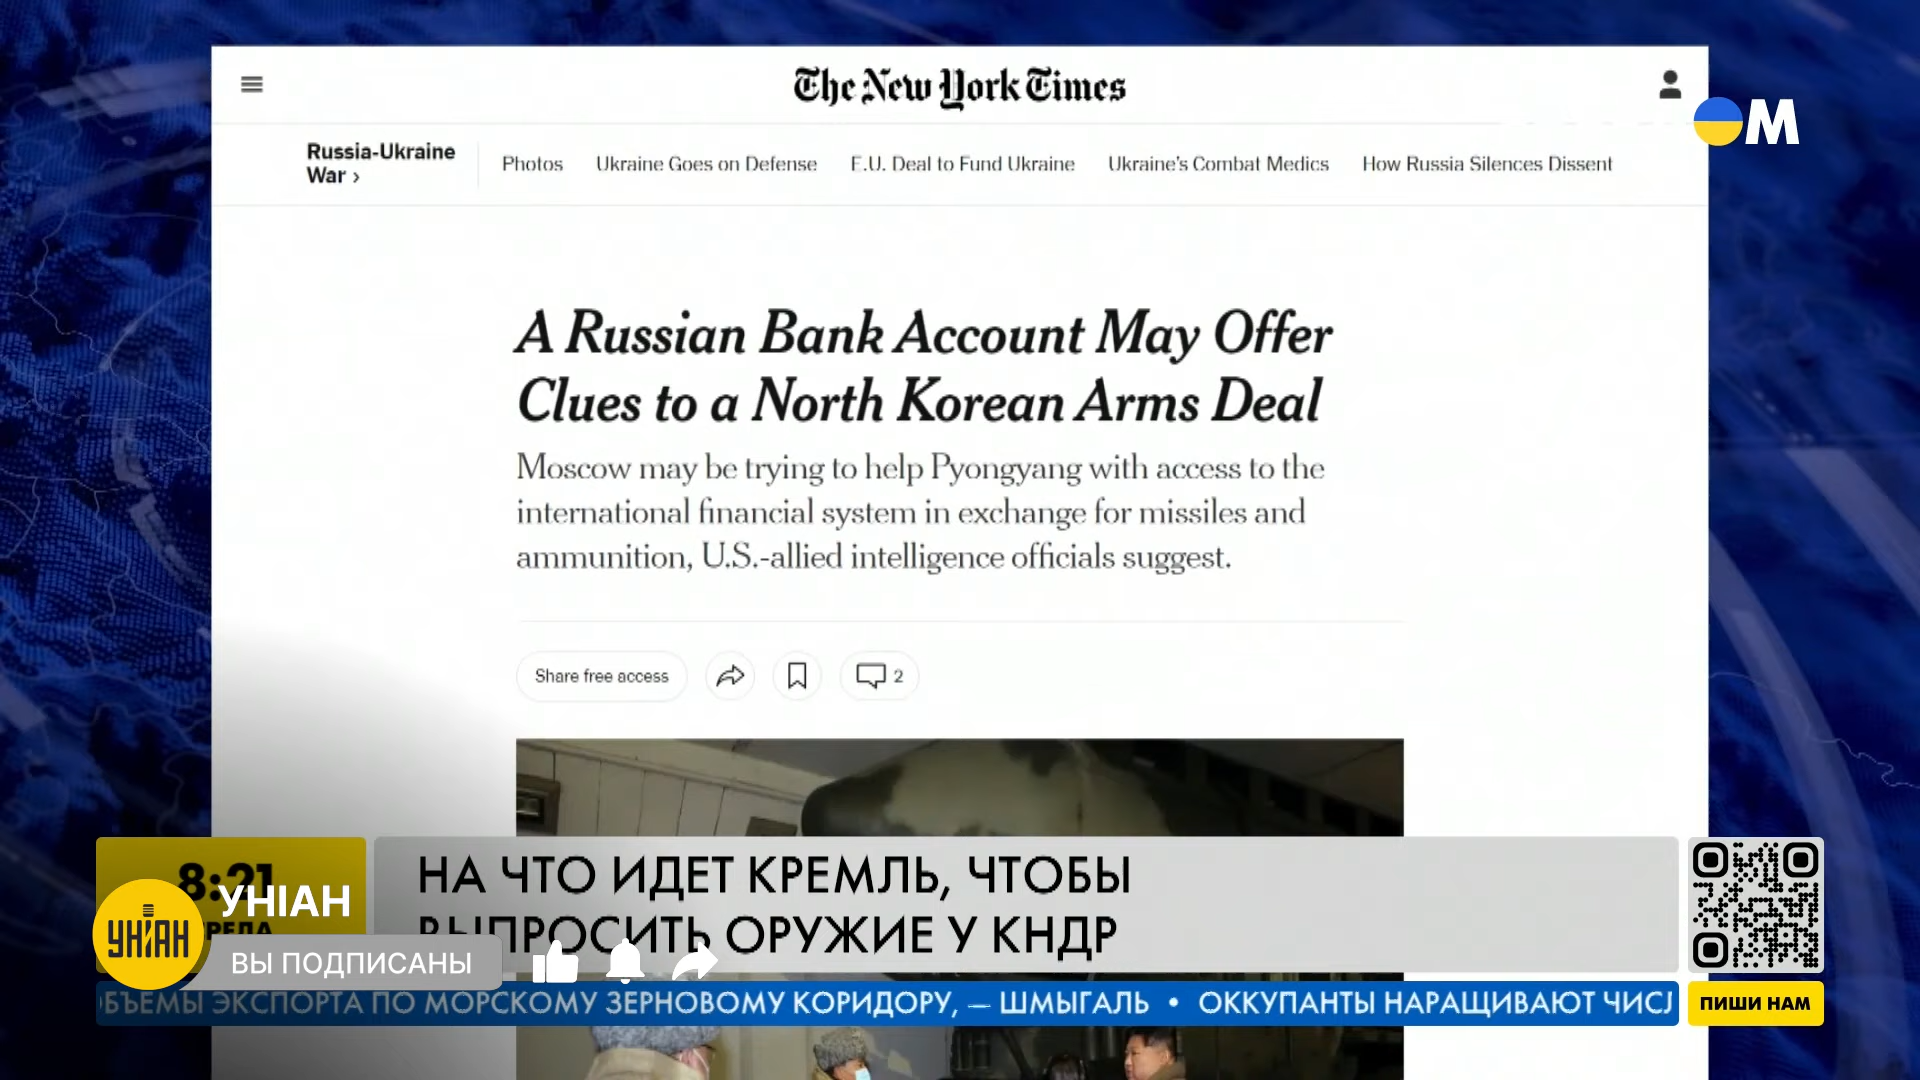 The New York Times
М
Russia-Ukraine
War ›
Photos
Ukraine Goes on Defense
E.U. Deal to Fund Ukraine
Ukraine’s Combat Medics
How Russia Silences Dissent
A Russian Bank Account May Offer
Clues to a North Korean Arms Deal
Moscow may be trying to help Pyongyang with access to the
international financial system in exchange for missiles and
ammunition, U.S.-allied intelligence officials suggest.
Share free access
2
8:21
УНІАН
УНІАН
ВЫ ПОДПИСАНЫ
НА ЧТО ИДЕТ КРЕМЛЬ, ЧТОБЫ
ВЫПРОСИТЬ ОРУЖИЕ У КНДР
ЭКСПОРТА ПО МОРСКОМУ ЗЕРНОВОМУ КОРИДОРУ, — ШМЫГАЛЬ • ОККУПАНТЫ НАРАЩИВАЮТ
ПИШИ НАМ